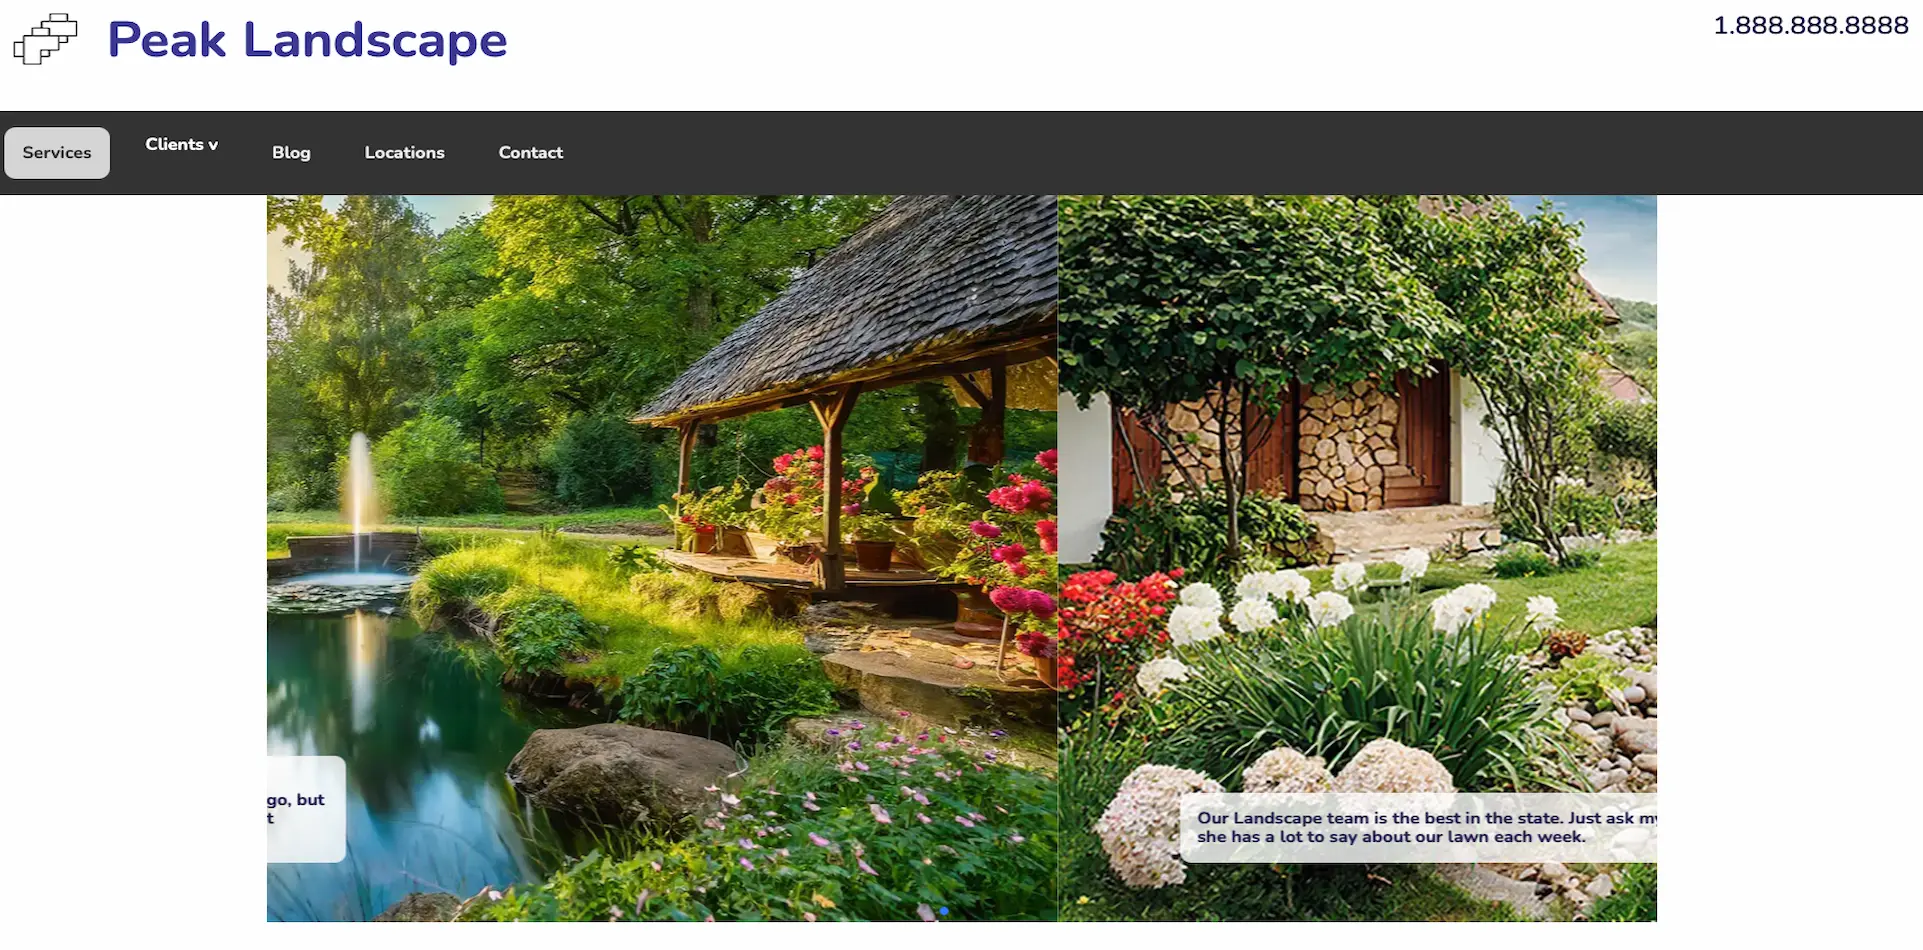 Peak Landscape
1.888.888.8888
Services
Clients v
Blog
Locations
Contact
go, but
t
Our Landscape team is the best in the state. Just ask my
she has a lot to say about our lawn each week.